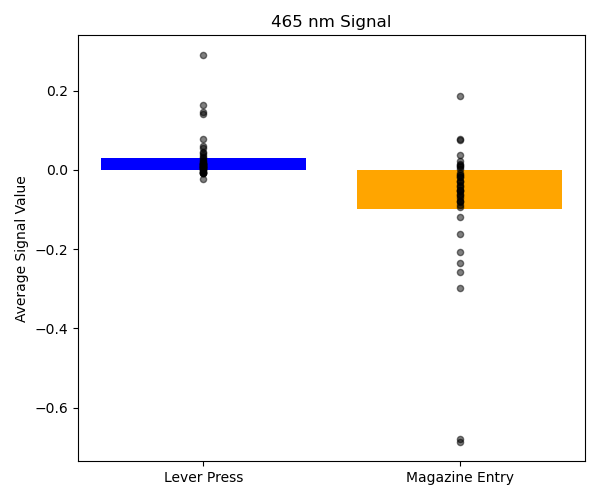 465 nm Signal
Average Signal Value
0.2
0.0
−0.2
−0.4
−0.6
Lever Press
Magazine Entry